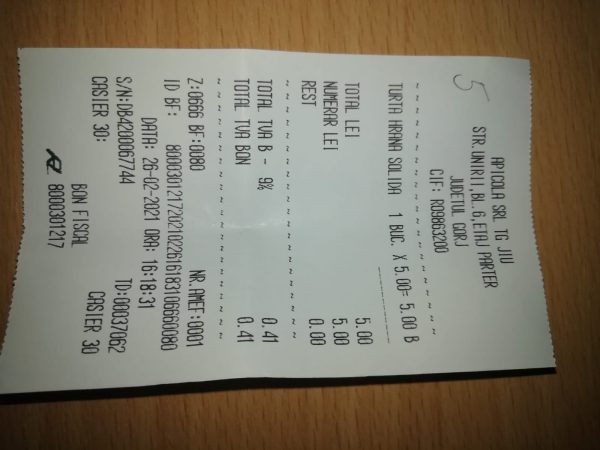 5
APICOLA SRL TG JIU
STR.UNIRII,BL.6,ETAJ PARTER
JUDETUL GORJ
CIF: RO9863200
~ ~ ~ ~ ~ ~ ~ ~ ~ ~ ~ ~ ~ ~ ~ ~
TURTA HRANA SOLIDA 1 BUC. X 5.00= 5.00 B
----------------
TOTAL LEI 5.00
NUMERAR LEI 5.00
REST 0.00
~ ~ ~ ~ ~ ~ ~ ~ ~ ~ ~ ~ ~ ~ ~ ~
TOTAL TVA B - 9% 0.41
TOTAL TVA BON 0.41
~ ~ ~ ~ ~ ~ ~ ~ ~ ~ ~ ~ ~ ~ ~ ~
Z:0666 BF:0080 NR.AMEF:0001
ID BF: 80003012172021022616183106660080
DATA: 26-02-2021 ORA: 16:18:31
S/N:DB4200067744 TD:00037062
CASIER 30: CASIER 30
BON FISCAL
8000301217